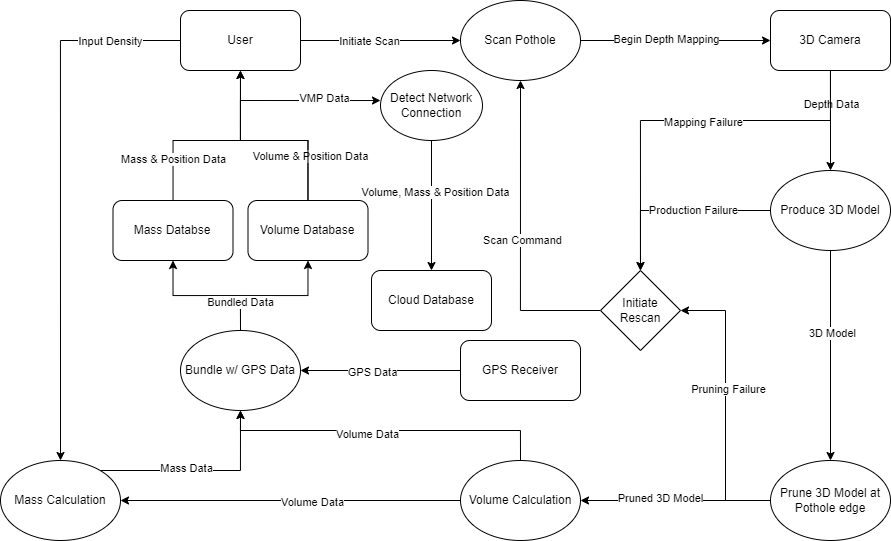 Input Density
User
Initiate Scan
Scan Pothole
Begin Depth Mapping
3D Camera
VMP Data
Detect Network
Connection
Depth Data
Mapping Failure
Mass & Position Data
Volume & Position Data
Volume, Mass & Position Data
Production Failure
Produce 3D Model
Mass Databse
Volume Database
Scan Command
Bundled Data
Cloud Database
Initiate
Rescan
3D Model
Bundle w/ GPS Data
GPS Data
GPS Receiver
Pruning Failure
Volume Data
Mass Data
Mass Calculation
Volume Data
Volume Calculation
Pruned 3D Model
Prune 3D Model at
Pothole edge